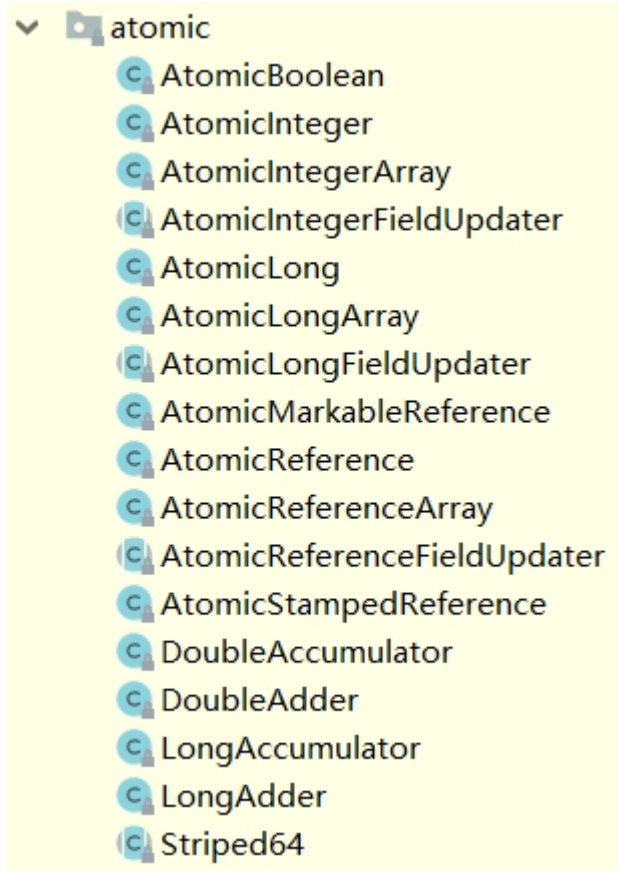 atomic
AtomicBoolean
AtomicInteger
AtomicIntegerArray
AtomicIntegerFieldUpdater
AtomicLong
AtomicLongArray
AtomicLongFieldUpdater
AtomicMarkableReference
AtomicReference
AtomicReferenceArray
AtomicReferenceFieldUpdater
AtomicStampedReference
DoubleAccumulator
DoubleAdder
LongAccumulator
LongAdder
Striped64